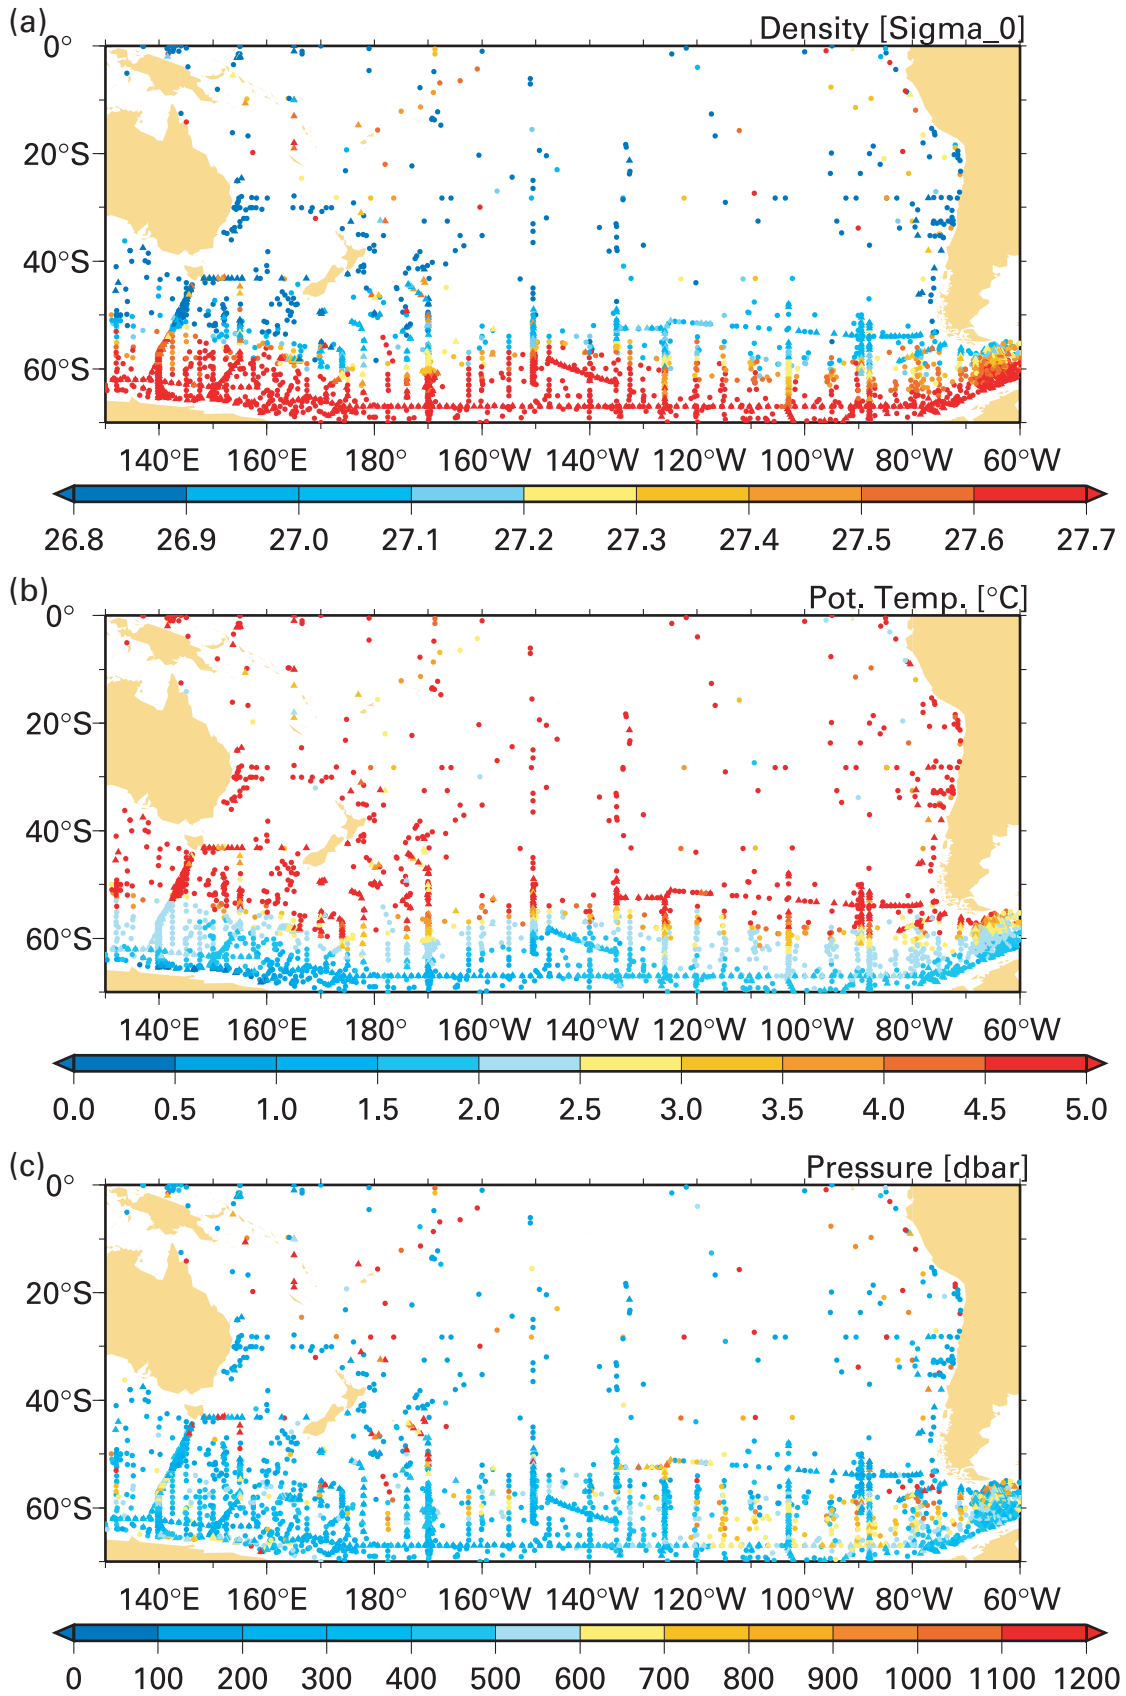 (a)
Density [Sigma_0]
0°
20°S
40°S
60°S
140°E 160°E 180° 160°W 140°W 120°W 100°W 80°W 60°W
26.8 26.9 27.0 27.1 27.2 27.3 27.4 27.5 27.6 27.7
(b)
Pot. Temp. [°C]
0°
20°S
40°S
60°S
140°E 160°E 180° 160°W 140°W 120°W 100°W 80°W 60°W
0.0 0.5 1.0 1.5 2.0 2.5 3.0 3.5 4.0 4.5 5.0
(c)
Pressure [dbar]
0°
20°S
40°S
60°S
140°E 160°E 180° 160°W 140°W 120°W 100°W 80°W 60°W
0 100 200 300 400 500 600 700 800 900 1000 1100 1200